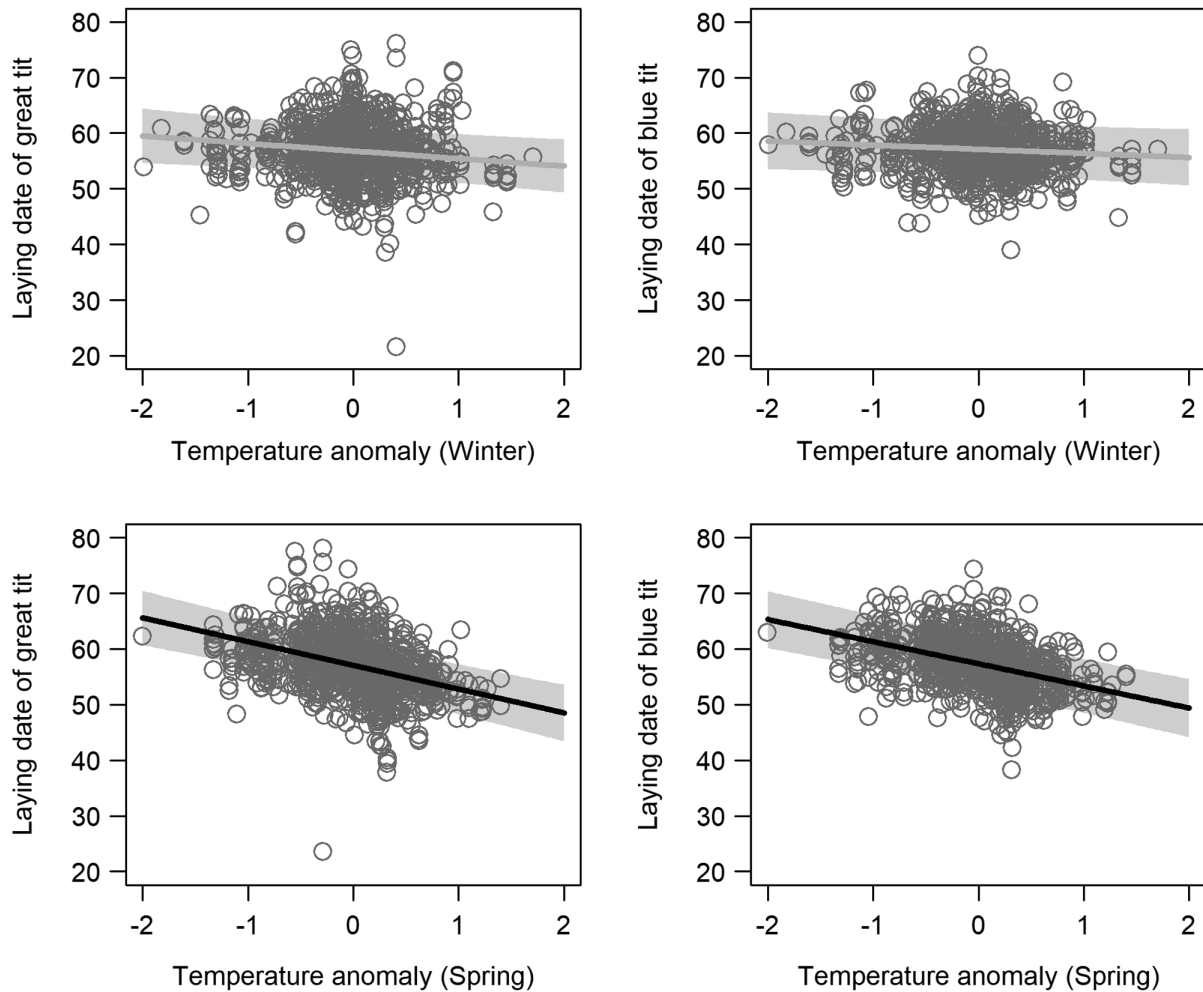 Laying date of great tit
80
70
60
50
40
30
20
-2 -1 0 1 2
Temperature anomaly (Winter)
Laying date of blue tit
80
70
60
50
40
30
20
-2 -1 0 1 2
Temperature anomaly (Winter)
Laying date of great tit
80
70
60
50
40
30
20
-2 -1 0 1 2
Temperature anomaly (Spring)
Laying date of blue tit
80
70
60
50
40
30
20
-2 -1 0 1 2
Temperature anomaly (Spring)